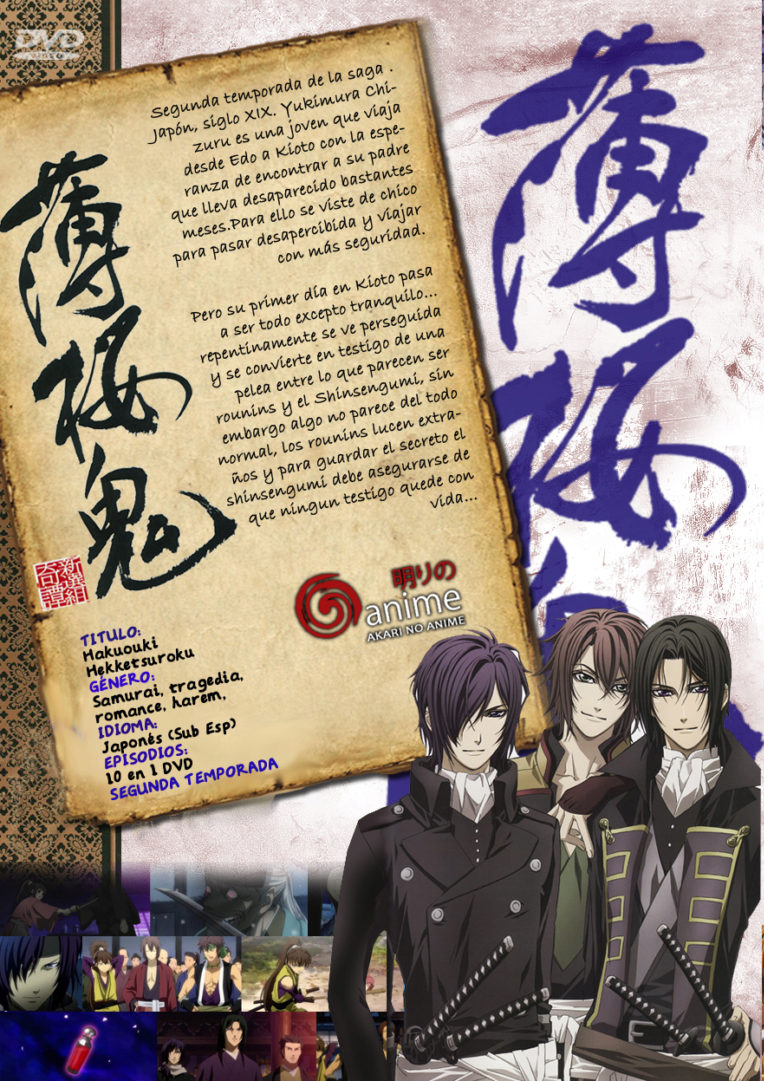 DVD
VIDEO
Segunda temporada de la saga .
Japón, siglo XIX. Yukimura Chi-
zuru es una joven que viaja
desde Edo a Kioto con la espe-
ranza de encontrar a su padre
que lleva desaparecido bastantes
meses.Para ello se viste de chico
para pasar desapercibida y viajar
con más seguridad.
Pero su primer día en Kioto pasa
a ser todo excepto tranquilo...
repentinamente se ve perseguida
y se convierte en testigo de una
pelea entre lo que parecen ser
rounins y el Shinsengumi, sin
embargo algo no parece del todo
normal, los rounins lucen extra-
ños y para guardar el secreto el
shinsengumi debe asegurarse de
que ningun testigo quede con
vida...
薄桜鬼
新選組
奇譚
薄桜鬼
明りの
anime
AKARI NO ANIME
TITULO:
Hakuouki
Hekketsuroku
GÉNERO:
Samurai, tragedia,
romance, harem,
IDIOMA:
Japonés (Sub Esp)
EPISODIOS:
10 en 1 DVD
SEGUNDA TEMPORADA